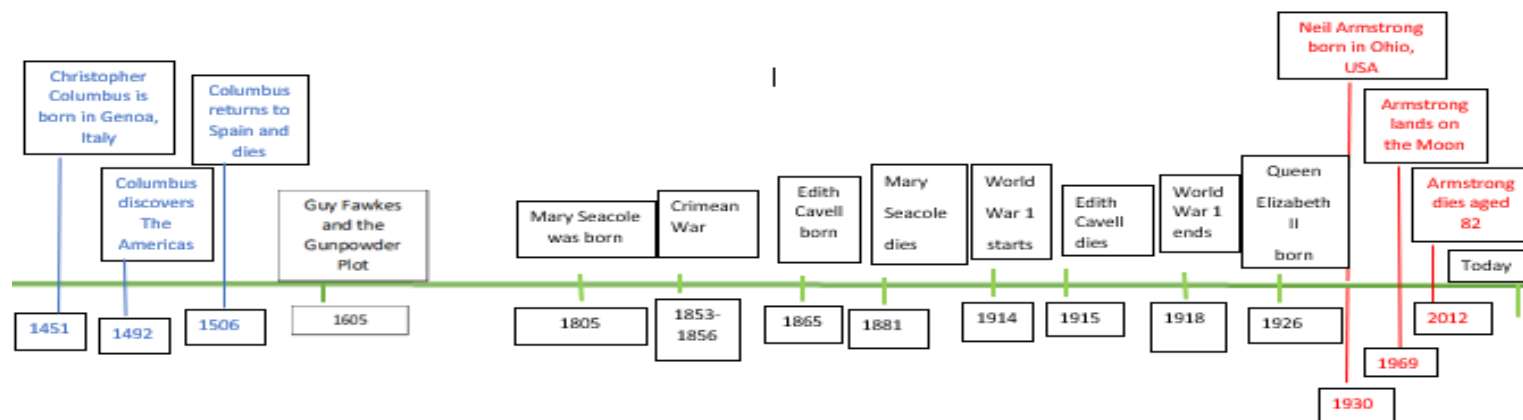 Christopher
Columbus is
born in Genoa,
Italy
1451
Columbus
discovers
The
Americas
1492
Columbus
returns to
Spain and
dies
1506
Guy Fawkes
and the
Gunpowder
Plot
1605
Mary Seacole
was born
1805
Crimean
War
1853-
1856
Edith
Cavell
born
1865
Mary
Seacole
dies
1881
World
War 1
starts
1914
Edith
Cavell
dies
1915
World
War 1
ends
1918
Queen
Elizabeth
II
born
1926
Neil Armstrong
born in Ohio,
USA
1930
Armstrong
lands on
the Moon
1969
Armstrong
dies aged
82
2012
Today